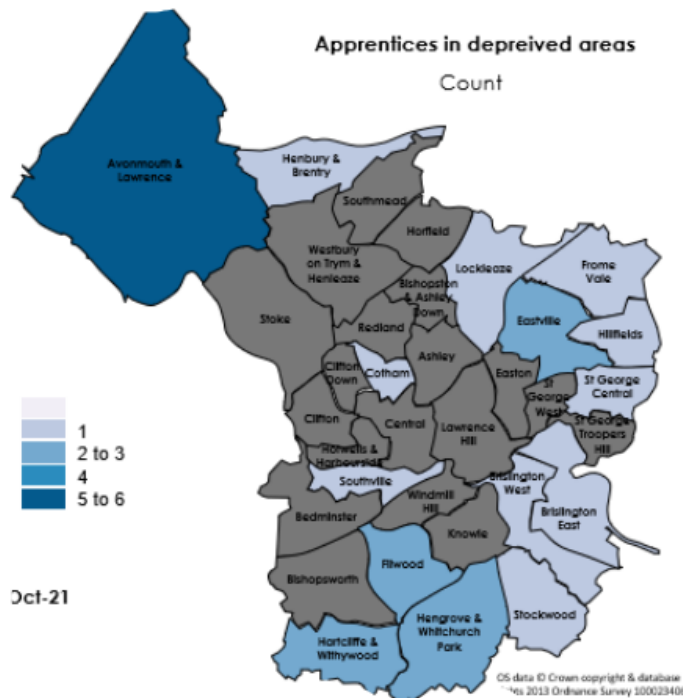 Apprentices in depreived areas
Count
Avonmouth &
Lawrence
Henbury &
Brentry
Southmead
Horfield
Westbury
on Trym &
Henleaze
Lockleaze
Frome
Vale
Bishopston
& Ashley
Down
Stoke
Redland
Eastville
Hillfields
Ashley
Clifton
Down
Cotham
Easton
St George
Central
St
George
West
Clifton
Central
Lawrence
Hill
St George
Troopers
Hill
Hotwells &
Harbourside
Southville
Brislington
West
Windmill
Hill
Bedminster
Brislington
East
Knowle
Filwood
Bishopsworth
Hengrove &
Whitchurch
Park
Stockwood
Hartcliffe &
Withywood
1
2 to 3
4
5 to 6
Oct-21
OS data © Crown copyright & database
2013 Ordnance Survey